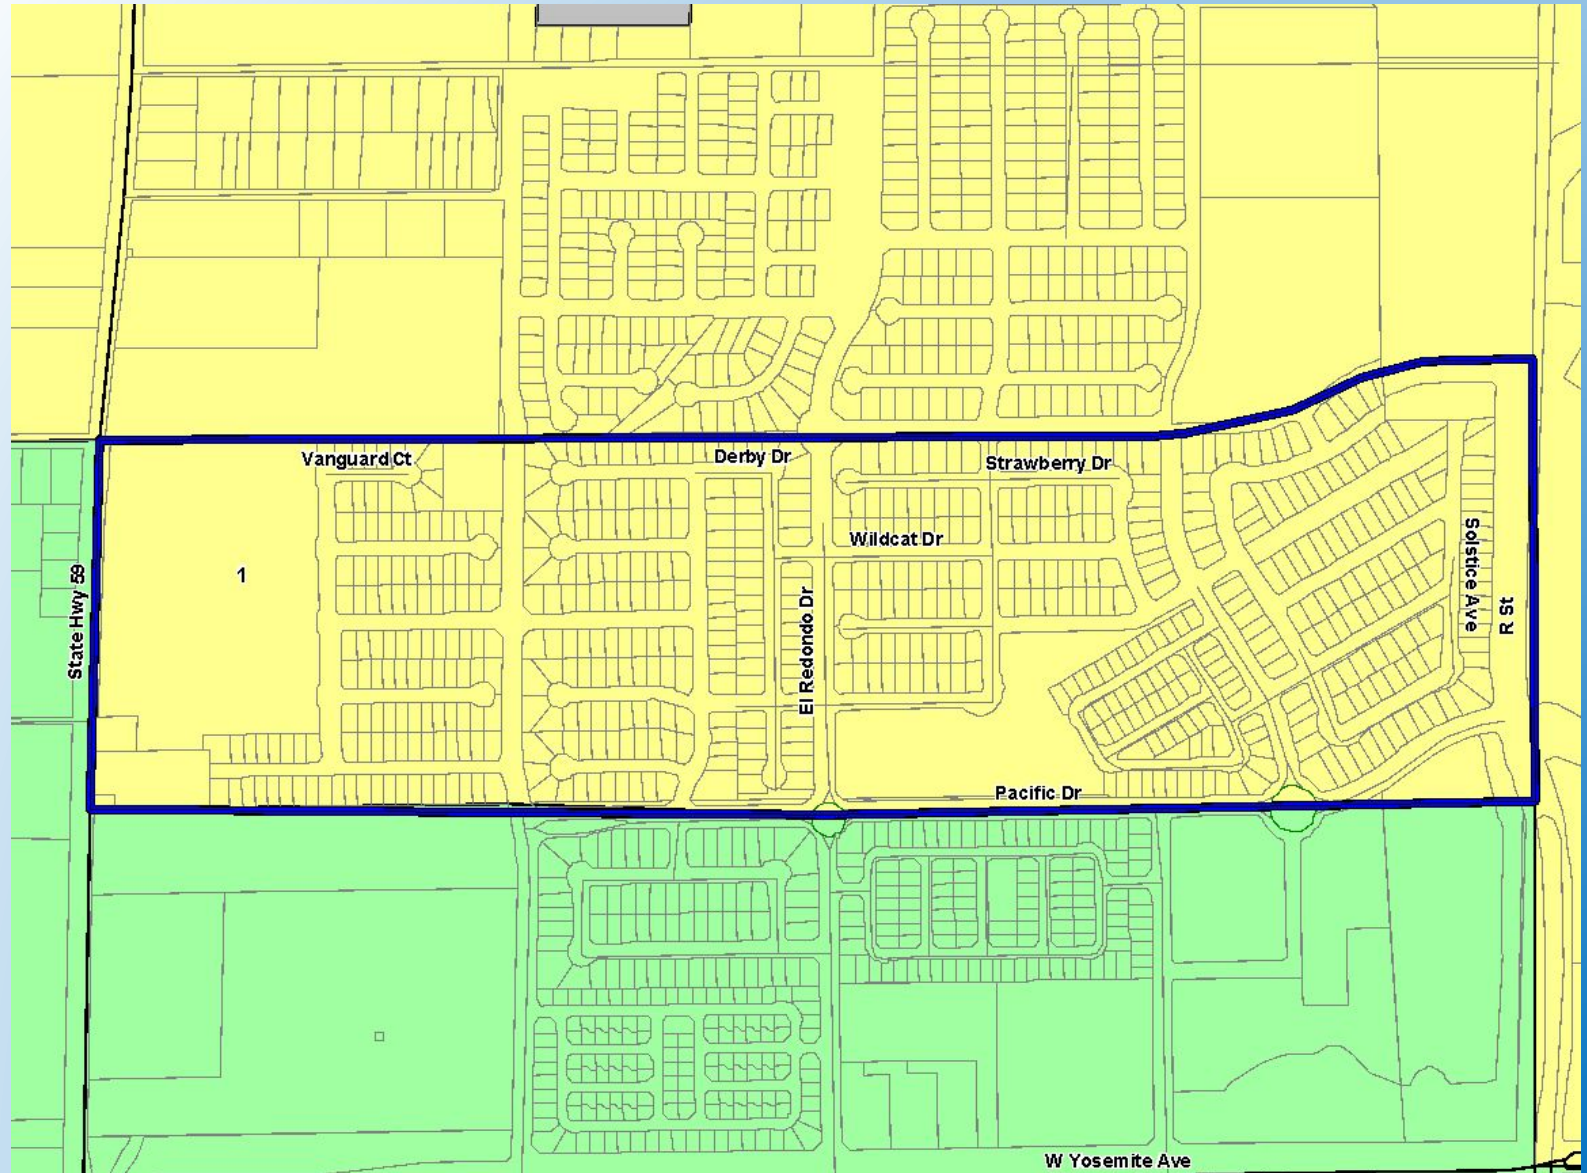 Vanguard Ct
Derby Dr
Strawberry Dr
Wildcat Dr
Solstice Ave
R St
State Hwy 59
1
El Redondo Dr
Pacific Dr
W Yosemite Ave